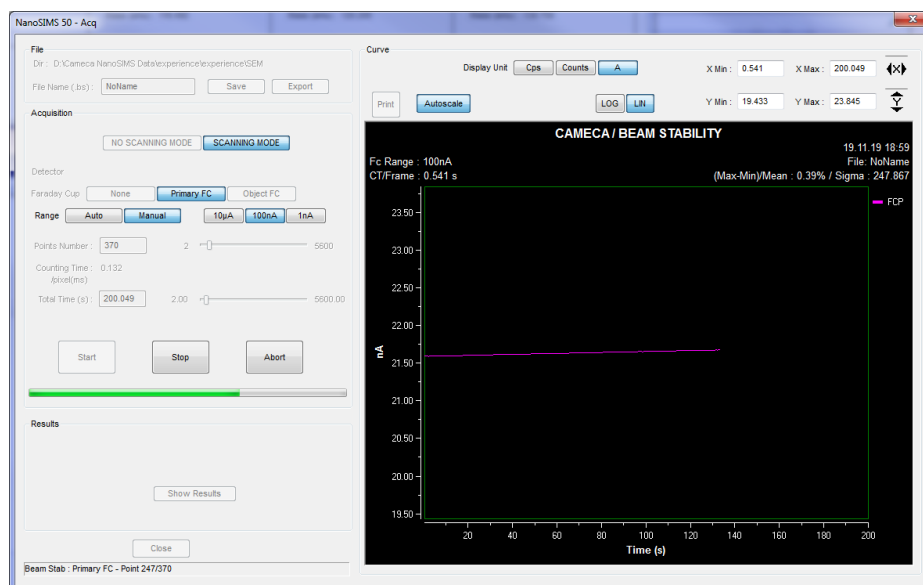 NanoSIMS 50 - Acq
File
Dir : D:\Cameca NanoSIMS Data\experience\experience\SEM
File Name (.bs) : NoName Save Export
Acquisition
NO SCANNING MODE SCANNING MODE
Detector
Faraday Cup None Primary FC Object FC
Range Auto Manual 10µA 100nA 1nA
Points Number : 370 2 5600
Counting Time : 0.132
/pixel(ms)
Total Time (s) : 200.049 2.00 5600.00
Start Stop Abort
Results
Show Results
Close
Beam Stab : Primary FC - Point 247/370
Curve
Display Unit Cps Counts A X Min : 0.541 X Max : 200.049 X
Print Autoscale LOG LIN Y Min : 19.433 Y Max : 23.845 Y
CAMECA / BEAM STABILITY
19.11.19 18:59
Fc Range : 100nA File: NoName
CT/Frame : 0.541 s (Max-Min)/Mean : 0.39% / Sigma : 247.867
FCP
23.50
23.00
22.50
22.00
21.50
21.00
20.50
20.00
19.50
nA
20 40 60 80 100 120 140 160 180 200
Time (s)